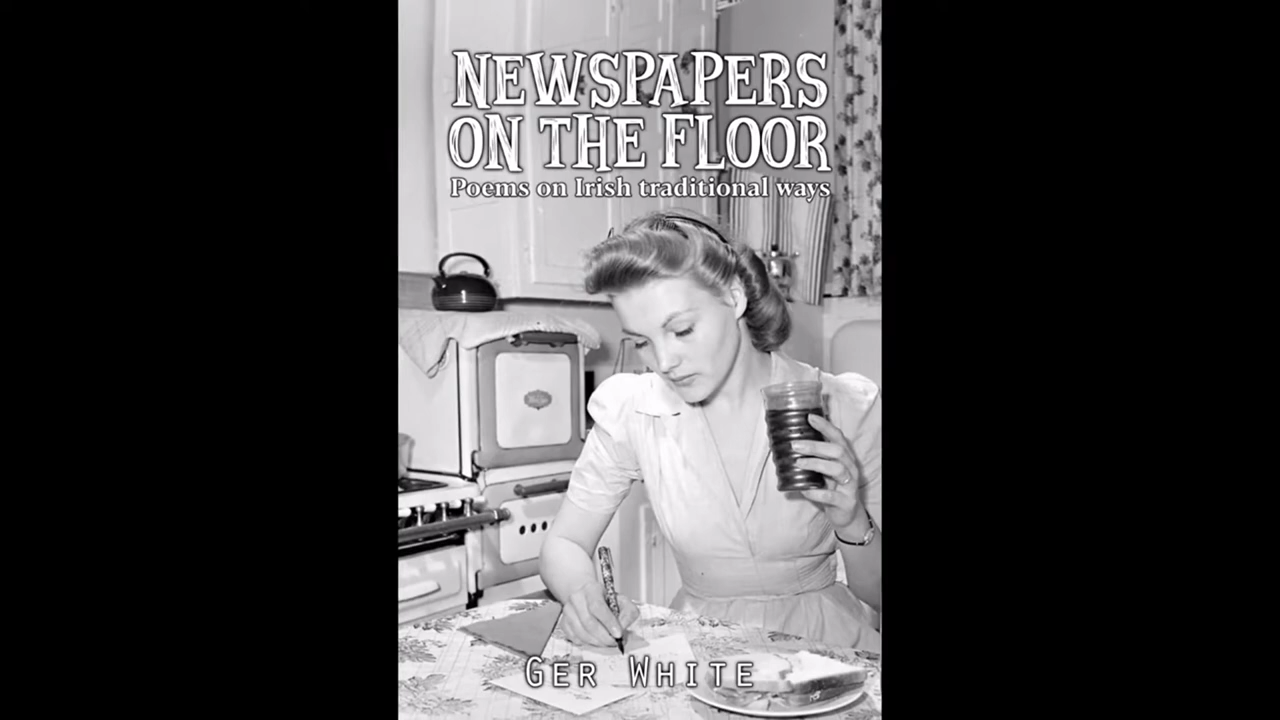 NEWSPAPERS
ON THE FLOOR
Poems on Irish traditional ways
GER WHITE